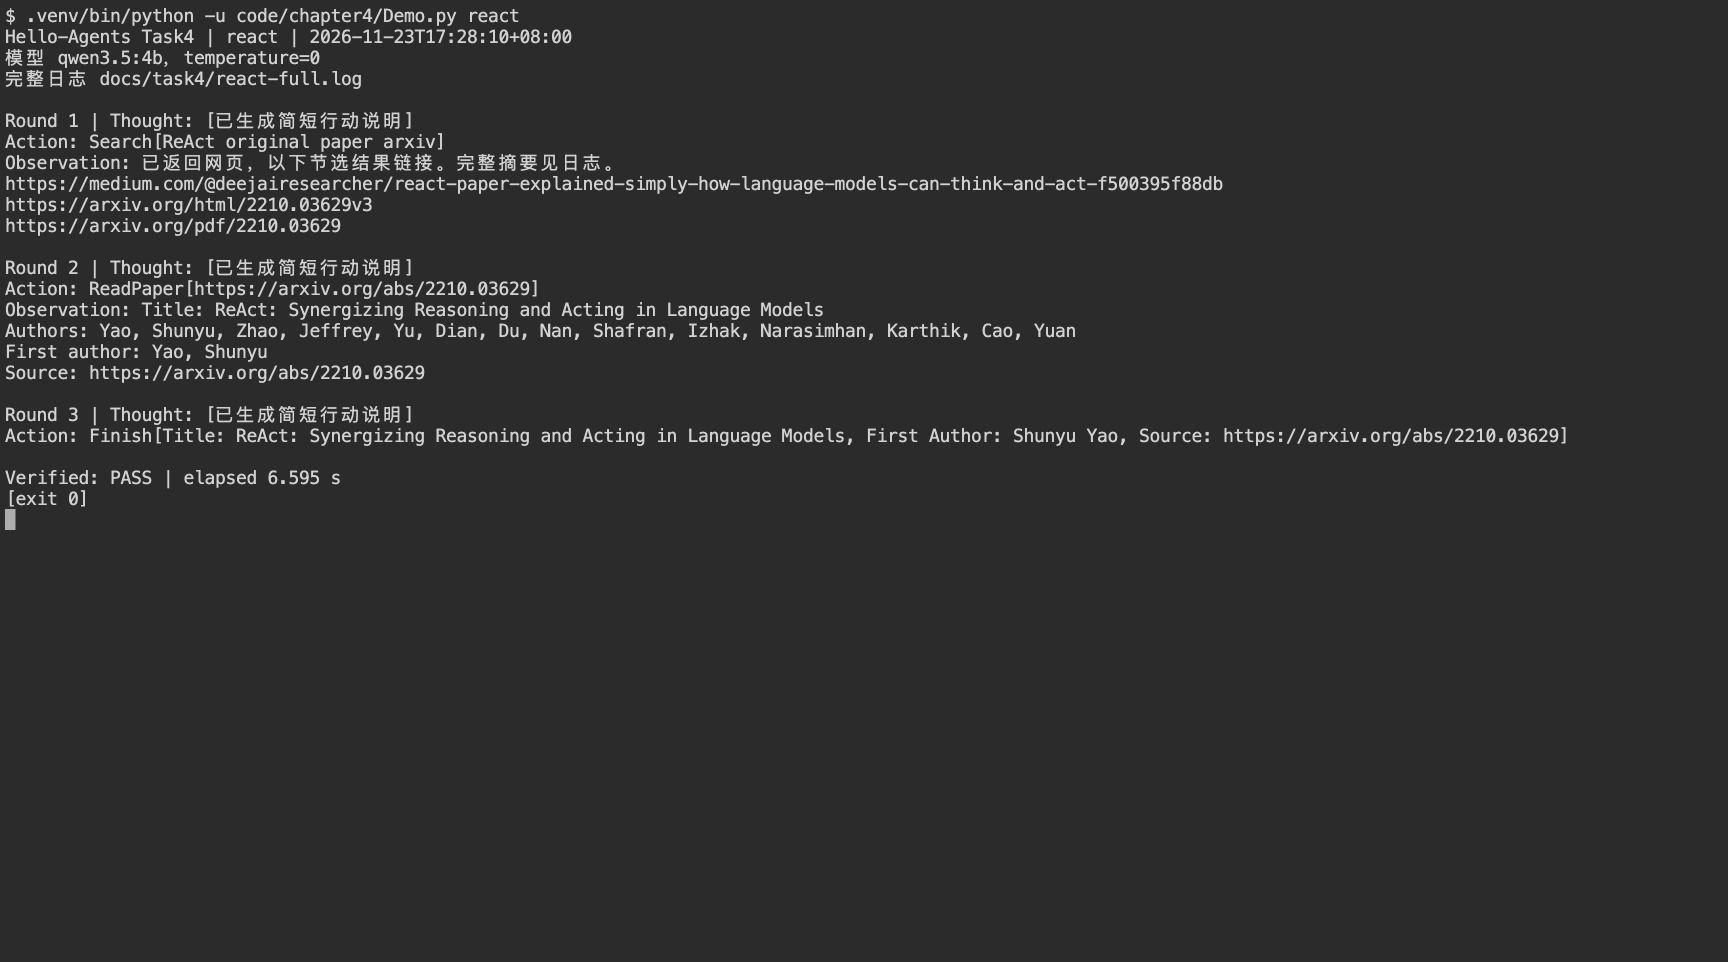 $ .venv/bin/python -u code/chapter4/Demo.py react
Hello-Agents Task4 | react | 2026-11-23T17:28:10+08:00
模型 qwen3.5:4b, temperature=0
完整日志 docs/task4/react-full.log
Round 1 | Thought: [已生成简短行动说明]
Action: Search[ReAct original paper arxiv]
Observation: 已返回网页，以下节选结果链接。完整摘要见日志。
https://medium.com/@deejairesearcher/react-paper-explained-simply-how-language-models-can-think-and-act-f500395f88db
https://arxiv.org/html/2210.03629v3
https://arxiv.org/pdf/2210.03629
Round 2 | Thought: [已生成简短行动说明]
Action: ReadPaper[https://arxiv.org/abs/2210.03629]
Observation: Title: ReAct: Synergizing Reasoning and Acting in Language Models
Authors: Yao, Shunyu, Zhao, Jeffrey, Yu, Dian, Du, Nan, Shafran, Izhak, Narasimhan, Karthik, Cao, Yuan
First author: Yao, Shunyu
Source: https://arxiv.org/abs/2210.03629
Round 3 | Thought: [已生成简短行动说明]
Action: Finish[Title: ReAct: Synergizing Reasoning and Acting in Language Models, First Author: Shunyu Yao, Source: https://arxiv.org/abs/2210.03629]
Verified: PASS | elapsed 6.595 s
[exit 0]